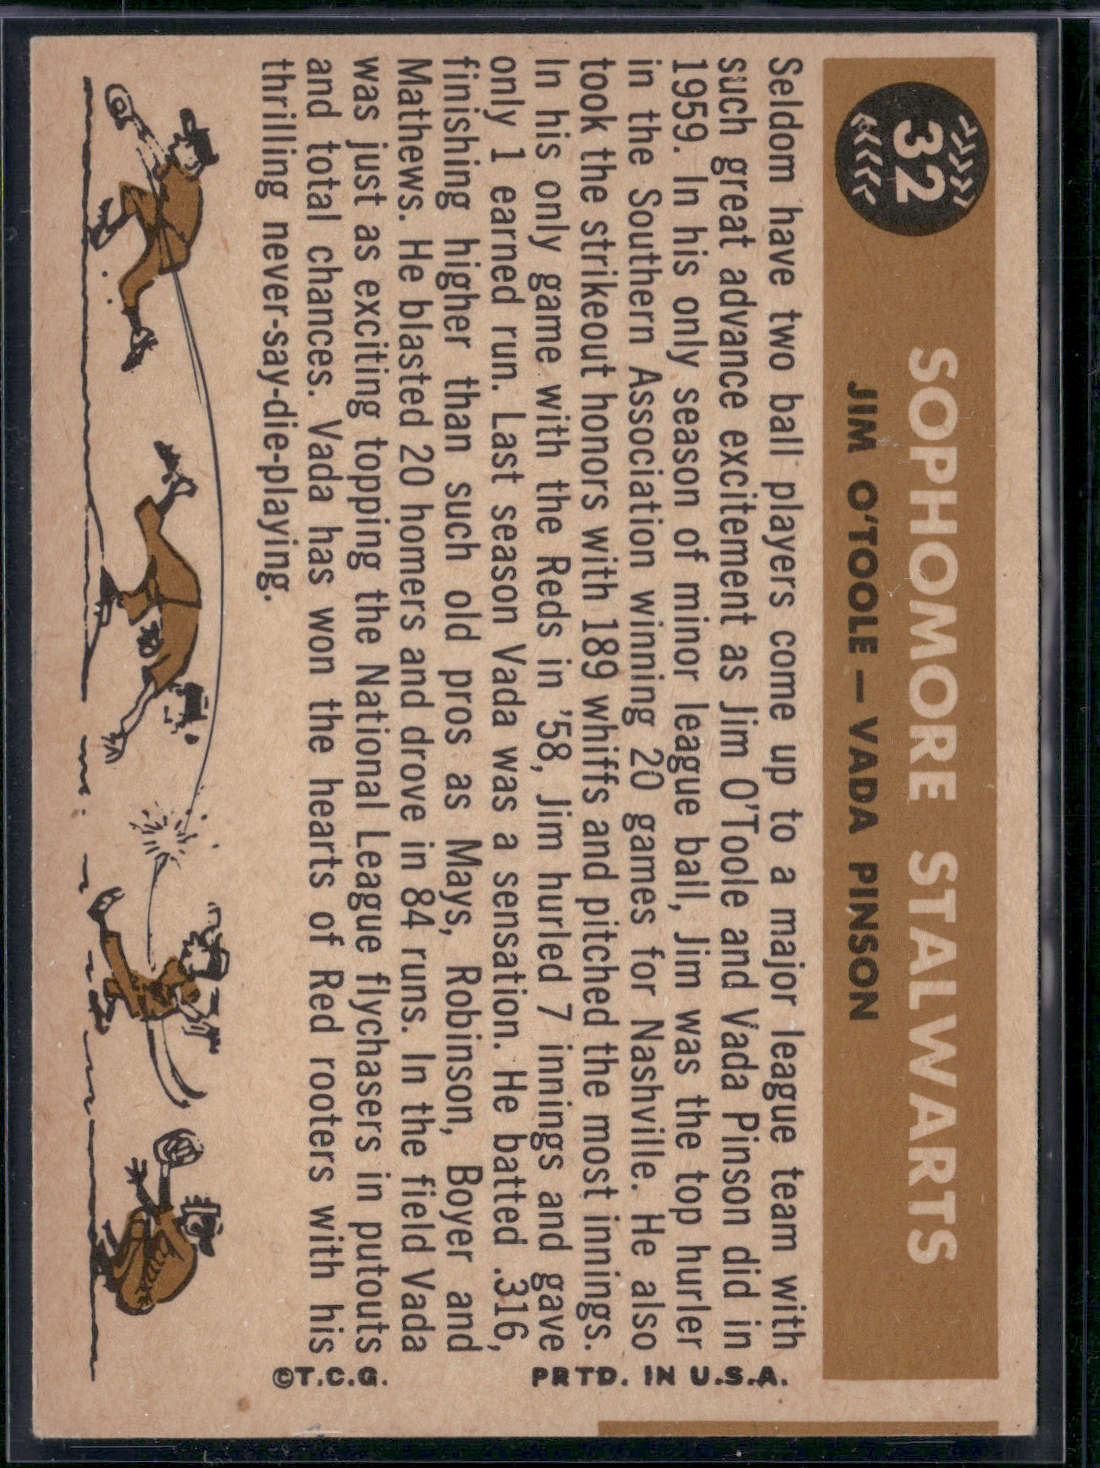 32
SOPHOMORE STALWARTS
JIM O'TOOLE — VADA PINSON
Seldom have two ball players come up to a major league team with
such great advance excitement as Jim O'Toole and Vada Pinson did in
1959. In his only season of minor league ball, Jim was the top hurler
in the Southern Association winning 20 games for Nashville. He also
took the strikeout honors with 189 whiffs and pitched the most innings.
In his only game with the Reds in '58, Jim hurled 7 innings and gave
only 1 earned run. Last season Vada was a sensation. He batted .316,
finishing higher than such old pros as Mays, Robinson, Boyer and
Mathews. He blasted 20 homers and drove in 84 runs. In the field Vada
was just as exciting topping the National League flychasers in putouts
and total chances. Vada has won the hearts of Red rooters with his
thrilling never-say-die-playing.
©T.C.G.
PRTD. IN U.S.A.